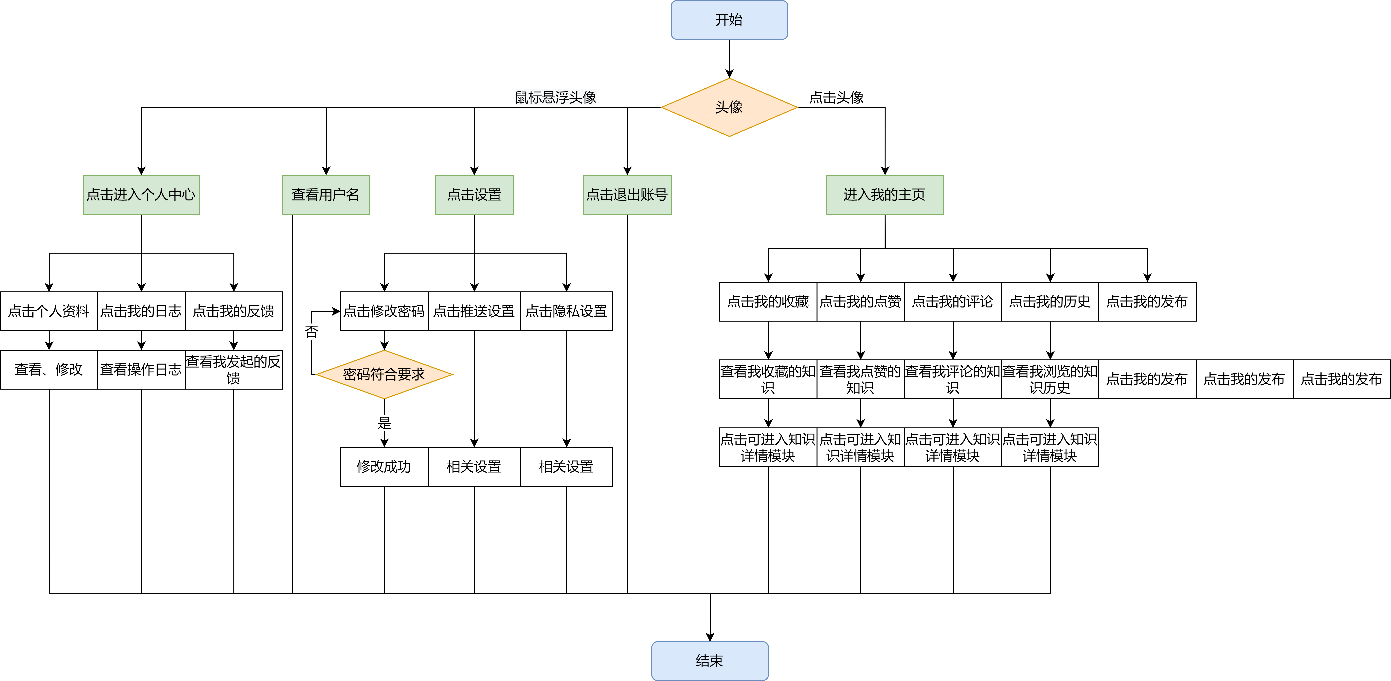 开始
头像
鼠标悬浮头像
点击头像
点击进入个人中心
查看用户名
点击设置
点击退出账号
进入我的主页
点击个人资料
点击我的日志
点击我的反馈
点击修改密码
点击推送设置
点击隐私设置
点击我的收藏
点击我的点赞
点击我的评论
点击我的历史
点击我的发布
否
查看、修改
查看操作日志
查看我发起的反
馈
密码符合要求
查看我收藏的知
识
查看我点赞的
知识
查看我评论的知
识
查看我浏览的知
识历史
点击我的发布
点击我的发布
点击我的发布
是
修改成功
相关设置
相关设置
点击可进入知识
详情模块
点击可进入知
识详情模块
点击可进入知识
详情模块
点击可进入知识
详情模块
结束